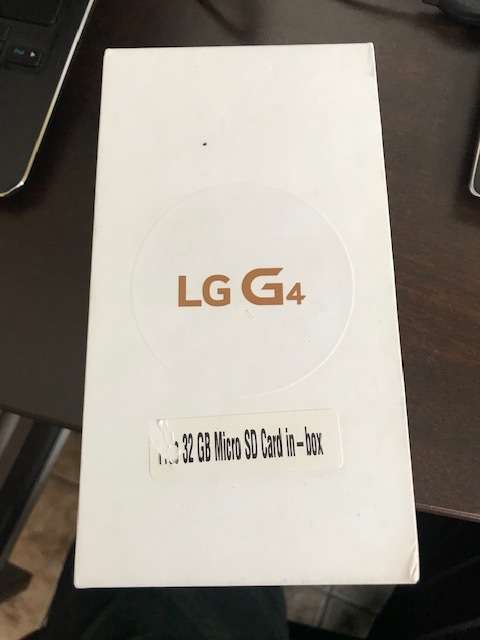 LG G4
32 GB Micro SD Card in-box